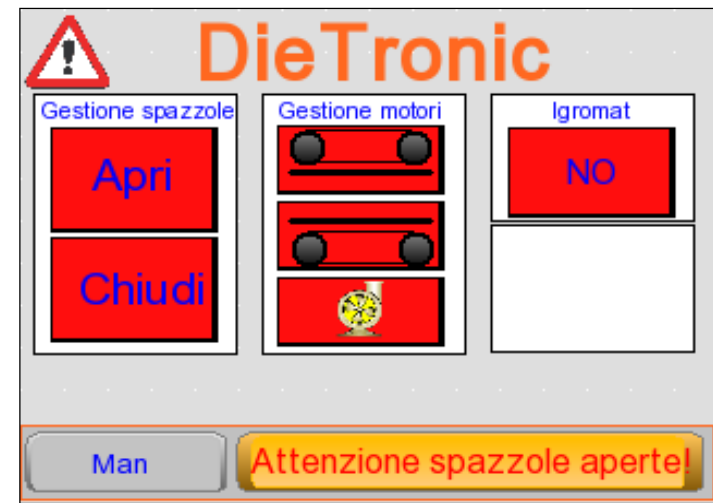 DieTronic
Gestione spazzole
Apri
Chiudi
Gestione motori
Igromat
NO
Man
Attenzione spazzole aperte!